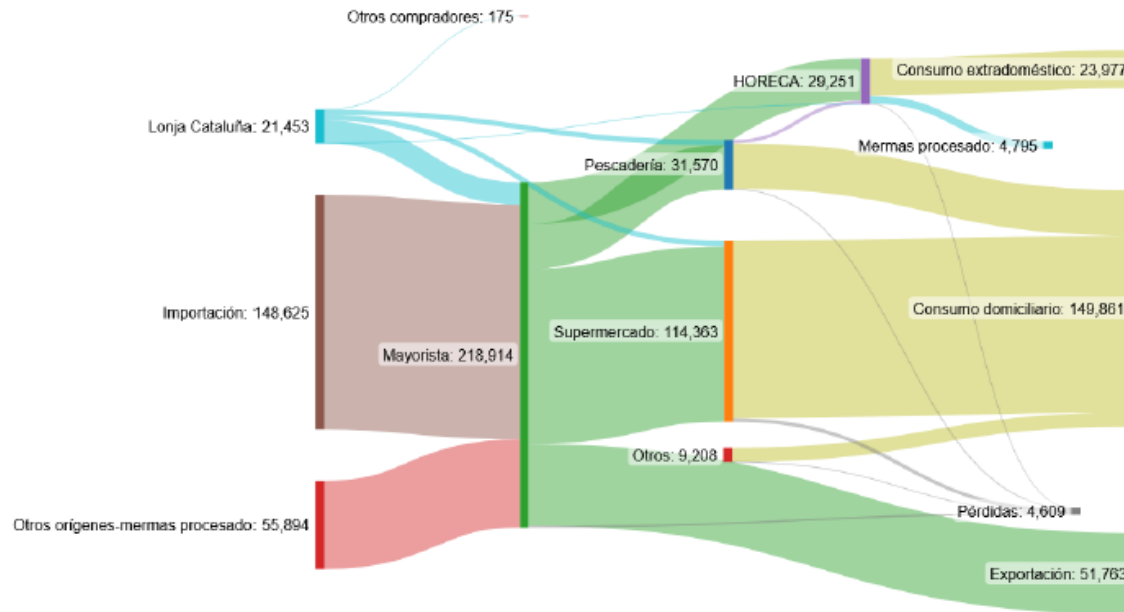 Otros compradores: 175
Lonja Cataluña: 21,453
Importación: 148,625
Otros orígenes-mermas procesado: 55,894
Mayorista: 218,914
HORECA: 29,251
Pescadería: 31,570
Supermercado: 114,363
Otros: 9,208
Consumo extradoméstico: 23,977
Mermas procesado: 4,795
Consumo domiciliario: 149,861
Pérdidas: 4,609
Exportación: 51,763